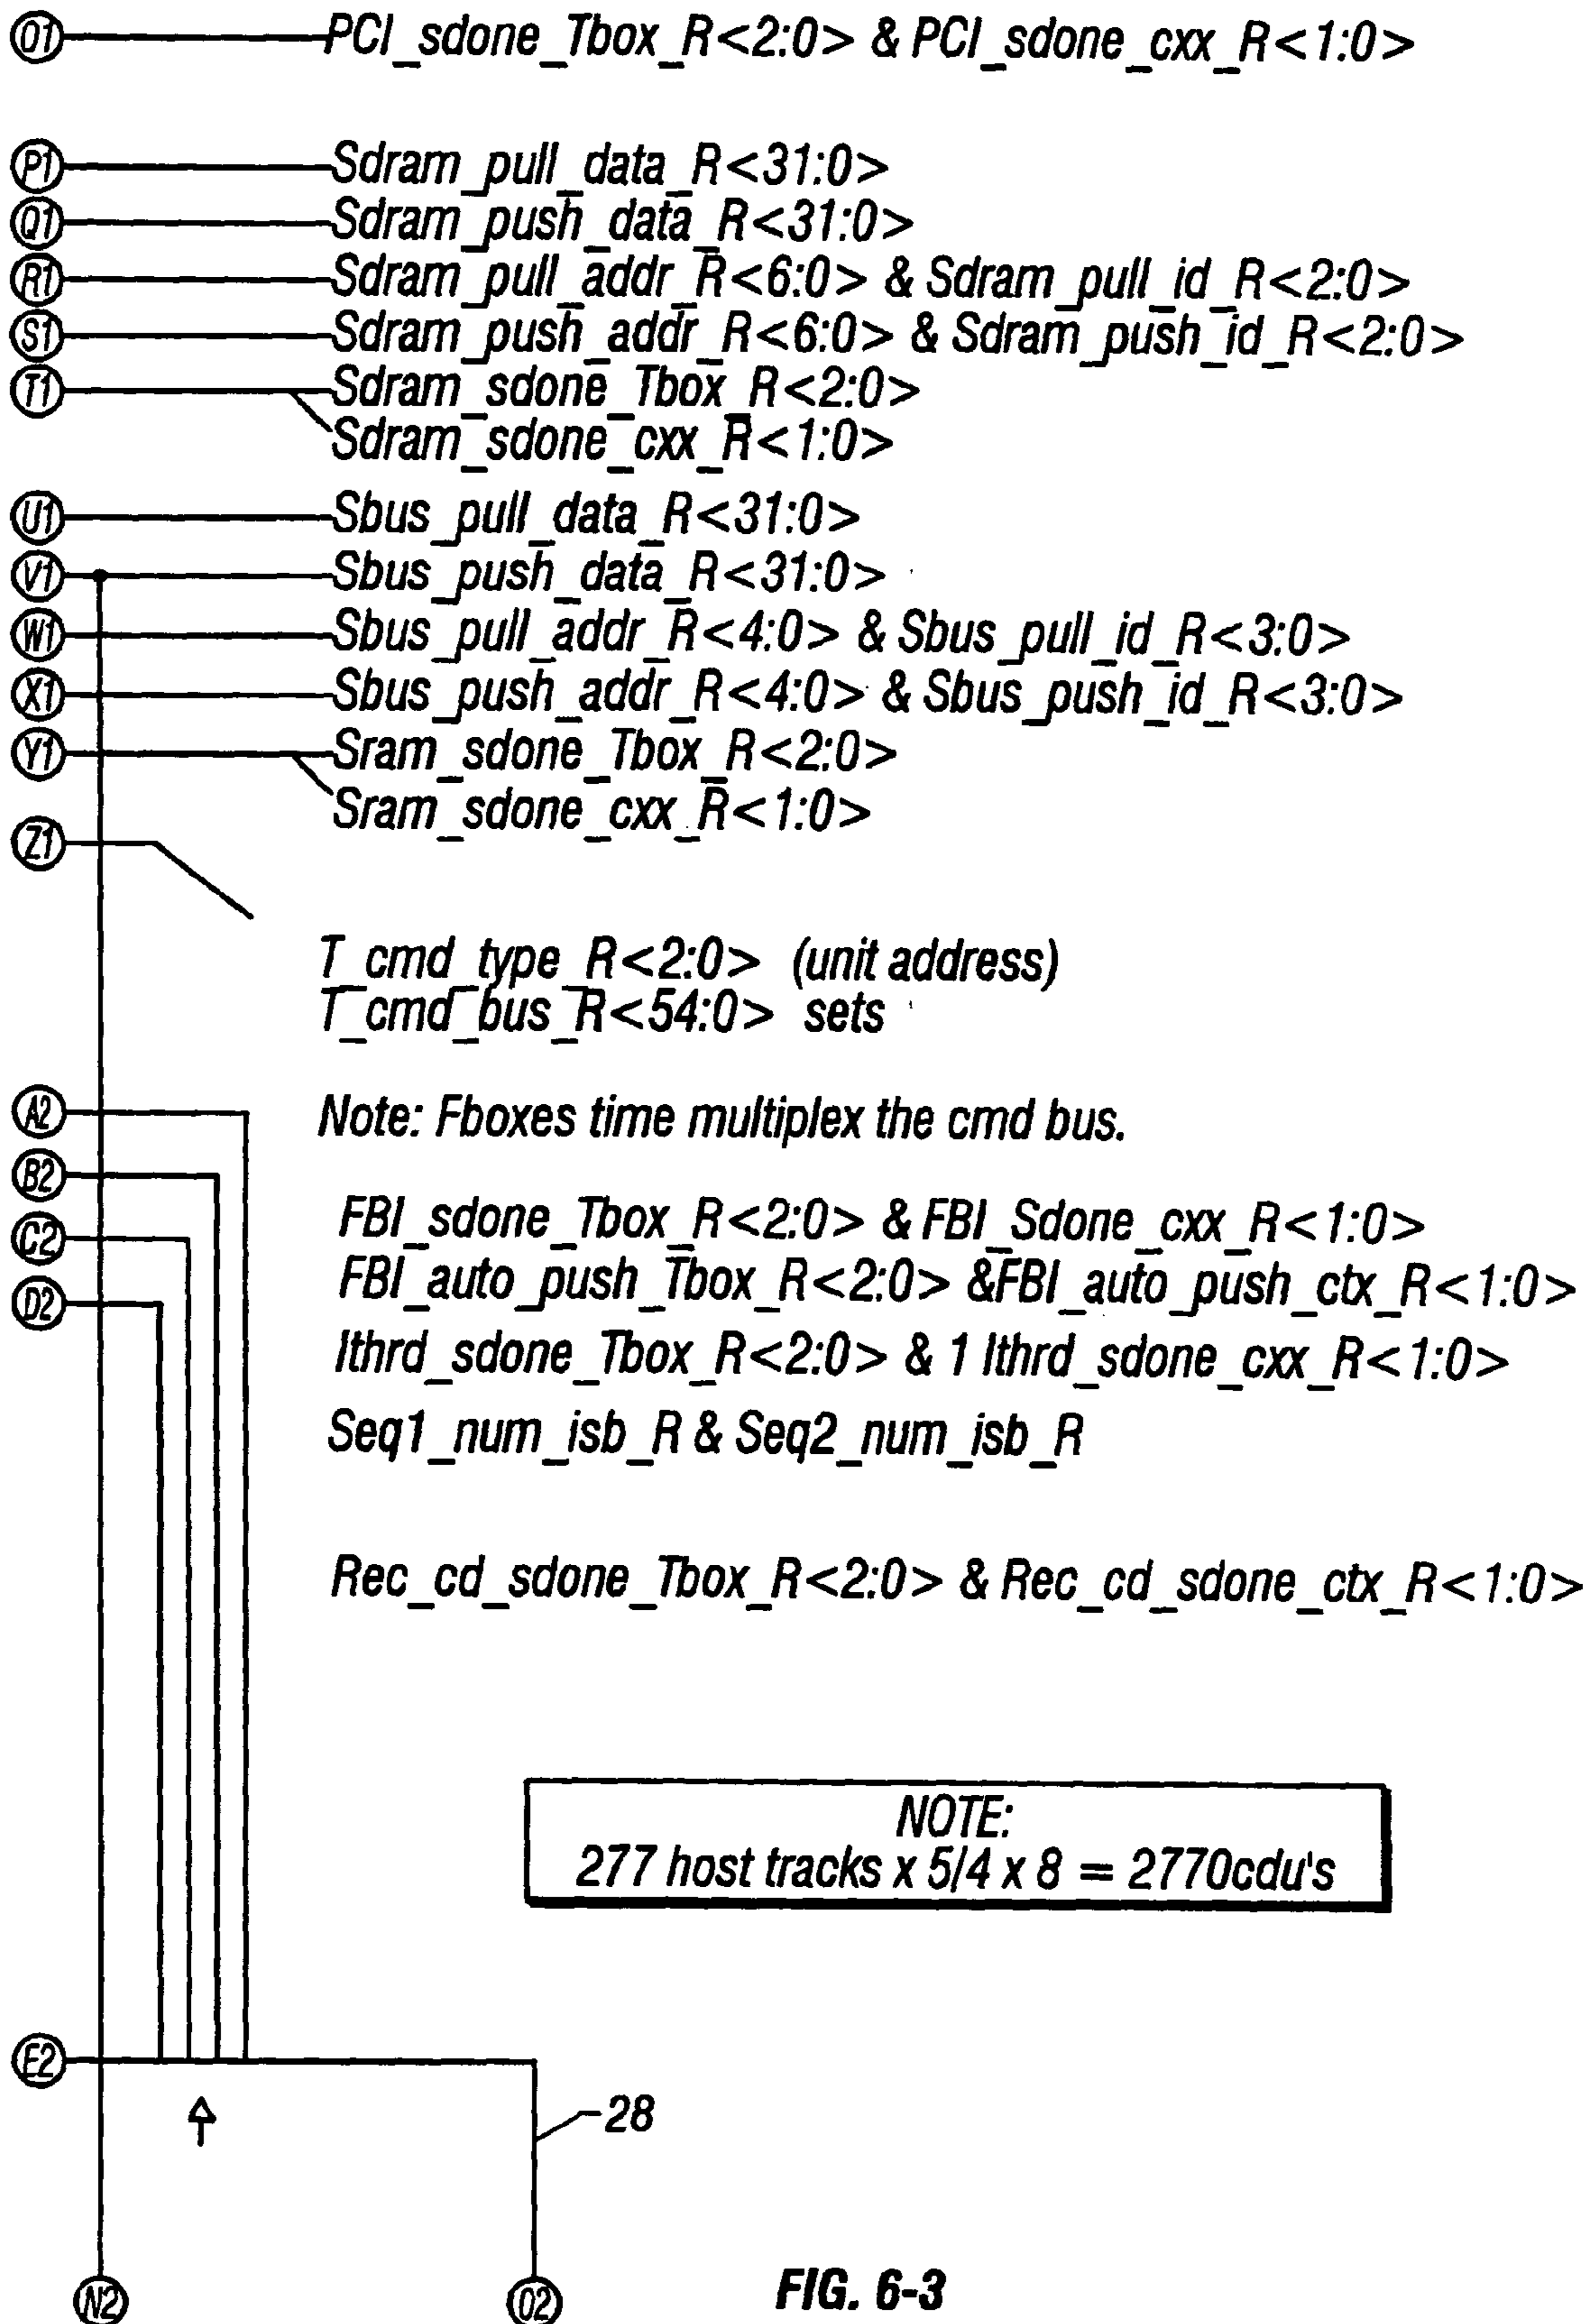 O1 PCI_sdone_Tbox_R<2:0> & PCI_sdone_cxx_R<1:0>
P1 Sdram_pull_data_R<31:0>
Q1 Sdram_push_data_R<31:0>
R1 Sdram_pull_addr_R<6:0> & Sdram_pull_id_R<2:0>
S1 Sdram_push_addr_R<6:0> & Sdram_push_id_R<2:0>
T1 Sdram_sdone_Tbox_R<2:0>
Sdram_sdone_cxx_R<1:0>
U1 Sbus_pull_data_R<31:0>
V1 Sbus_push_data_R<31:0>
W1 Sbus_pull_addr_R<4:0> & Sbus_pull_id_R<3:0>
X1 Sbus_push_addr_R<4:0> & Sbus_push_id_R<3:0>
Y1 Sram_sdone_Tbox_R<2:0>
Sram_sdone_cxx_R<1:0>
Z1
T_cmd_type_R<2:0> (unit address)
T_cmd_bus_R<54:0> sets
A2 Note: Fboxes time multiplex the cmd bus.
B2
FBI_sdone_Tbox_R<2:0> & FBI_Sdone_cxx_R<1:0>
C2
FBI_auto_push_Tbox_R<2:0> &FBI_auto_push_ctx_R<1:0>
D2
Ithrd_sdone_Tbox_R<2:0> & 1 Ithrd_sdone_cxx_R<1:0>
Seq1_num_isb_R & Seq2_num_isb_R
Rec_cd_sdone_Tbox_R<2:0> & Rec_cd_sdone_ctx_R<1:0>
NOTE:
277 host tracks x 5/4 x 8 = 2770cdu's
E2
28
N2
O2
FIG. 6-3